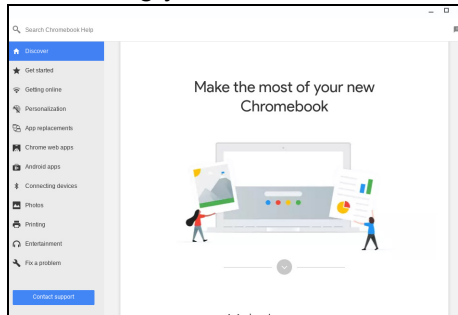 Search Chromebook Help
Discover
Get started
Getting online
Personalization
App replacements
Chrome web apps
Android apps
Connecting devices
Photos
Printing
Entertainment
Fix a problem
Contact support
Make the most of your new
Chromebook